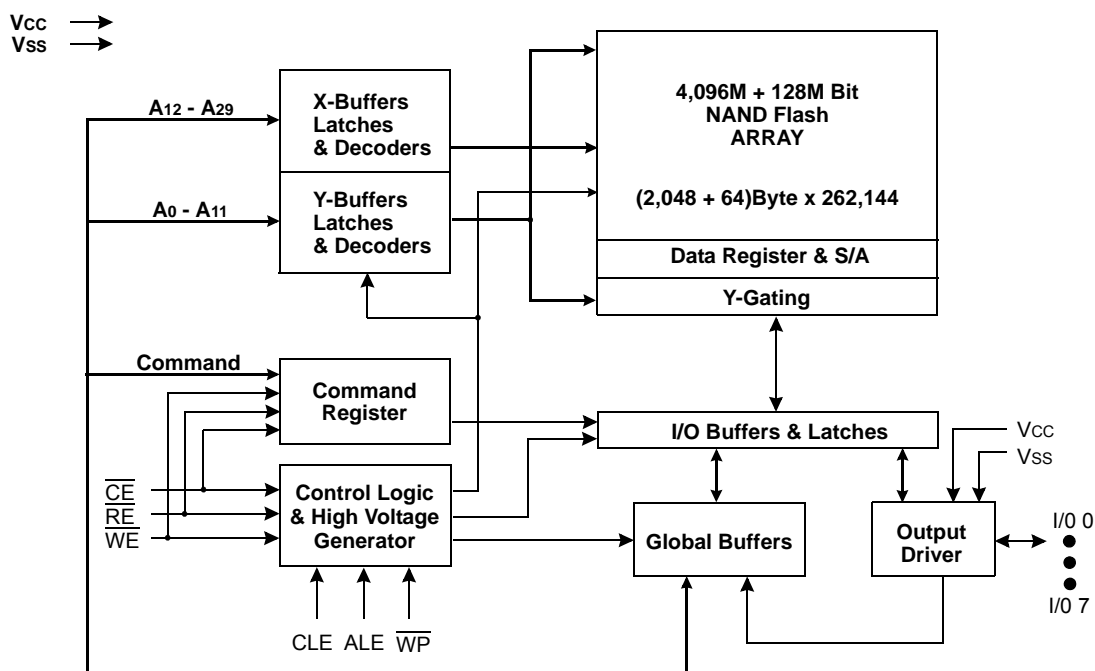 VCC
VSS
A12 - A29
X-Buffers
Latches
& Decoders
A0 - A11
Y-Buffers
Latches
& Decoders
4,096M + 128M Bit
NAND Flash
ARRAY
(2,048 + 64)Byte x 262,144
Data Register & S/A
Y-Gating
Command
Command
Register
I/O Buffers & Latches
VCC
VSS
CE
RE
WE
Control Logic
& High Voltage
Generator
Global Buffers
Output
Driver
I/0 0
I/0 7
CLE ALE WP